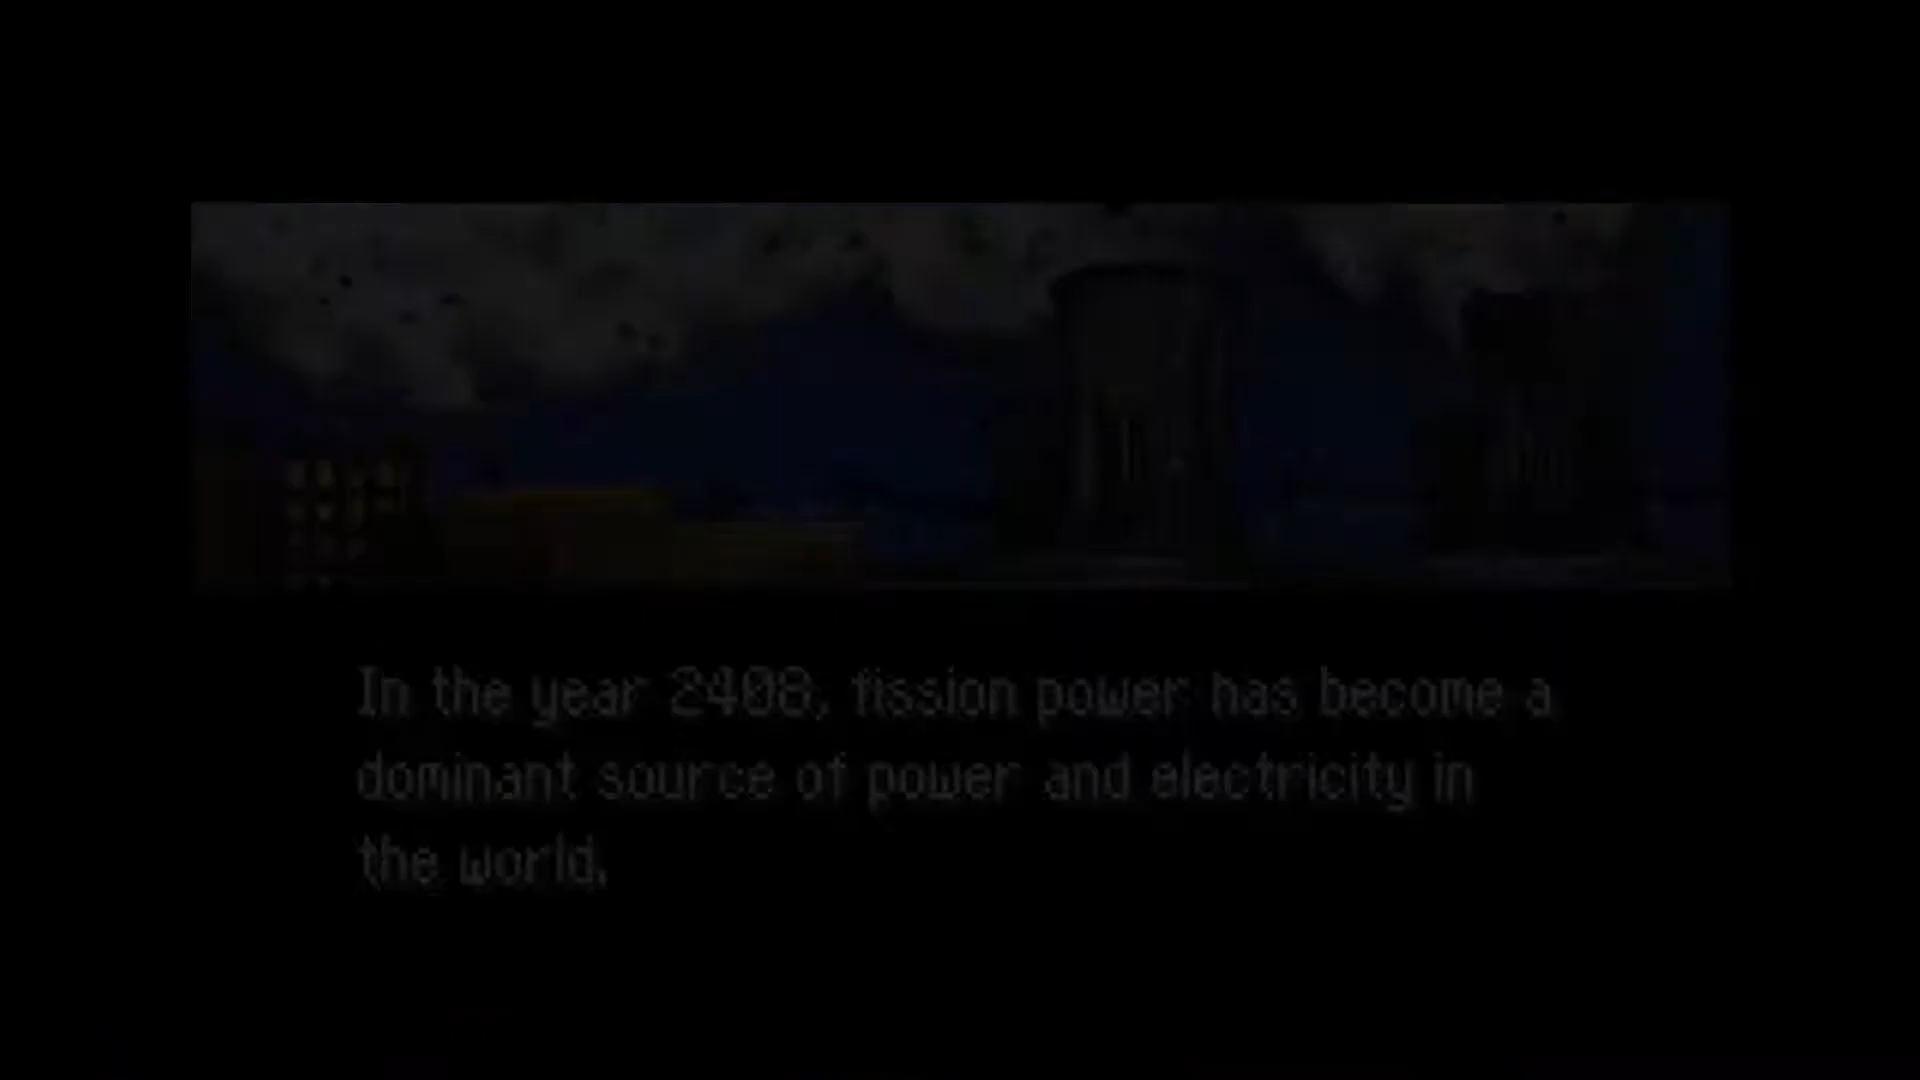 In the year 2408, fission power has become a
dominant source of power and electricity in
the world.